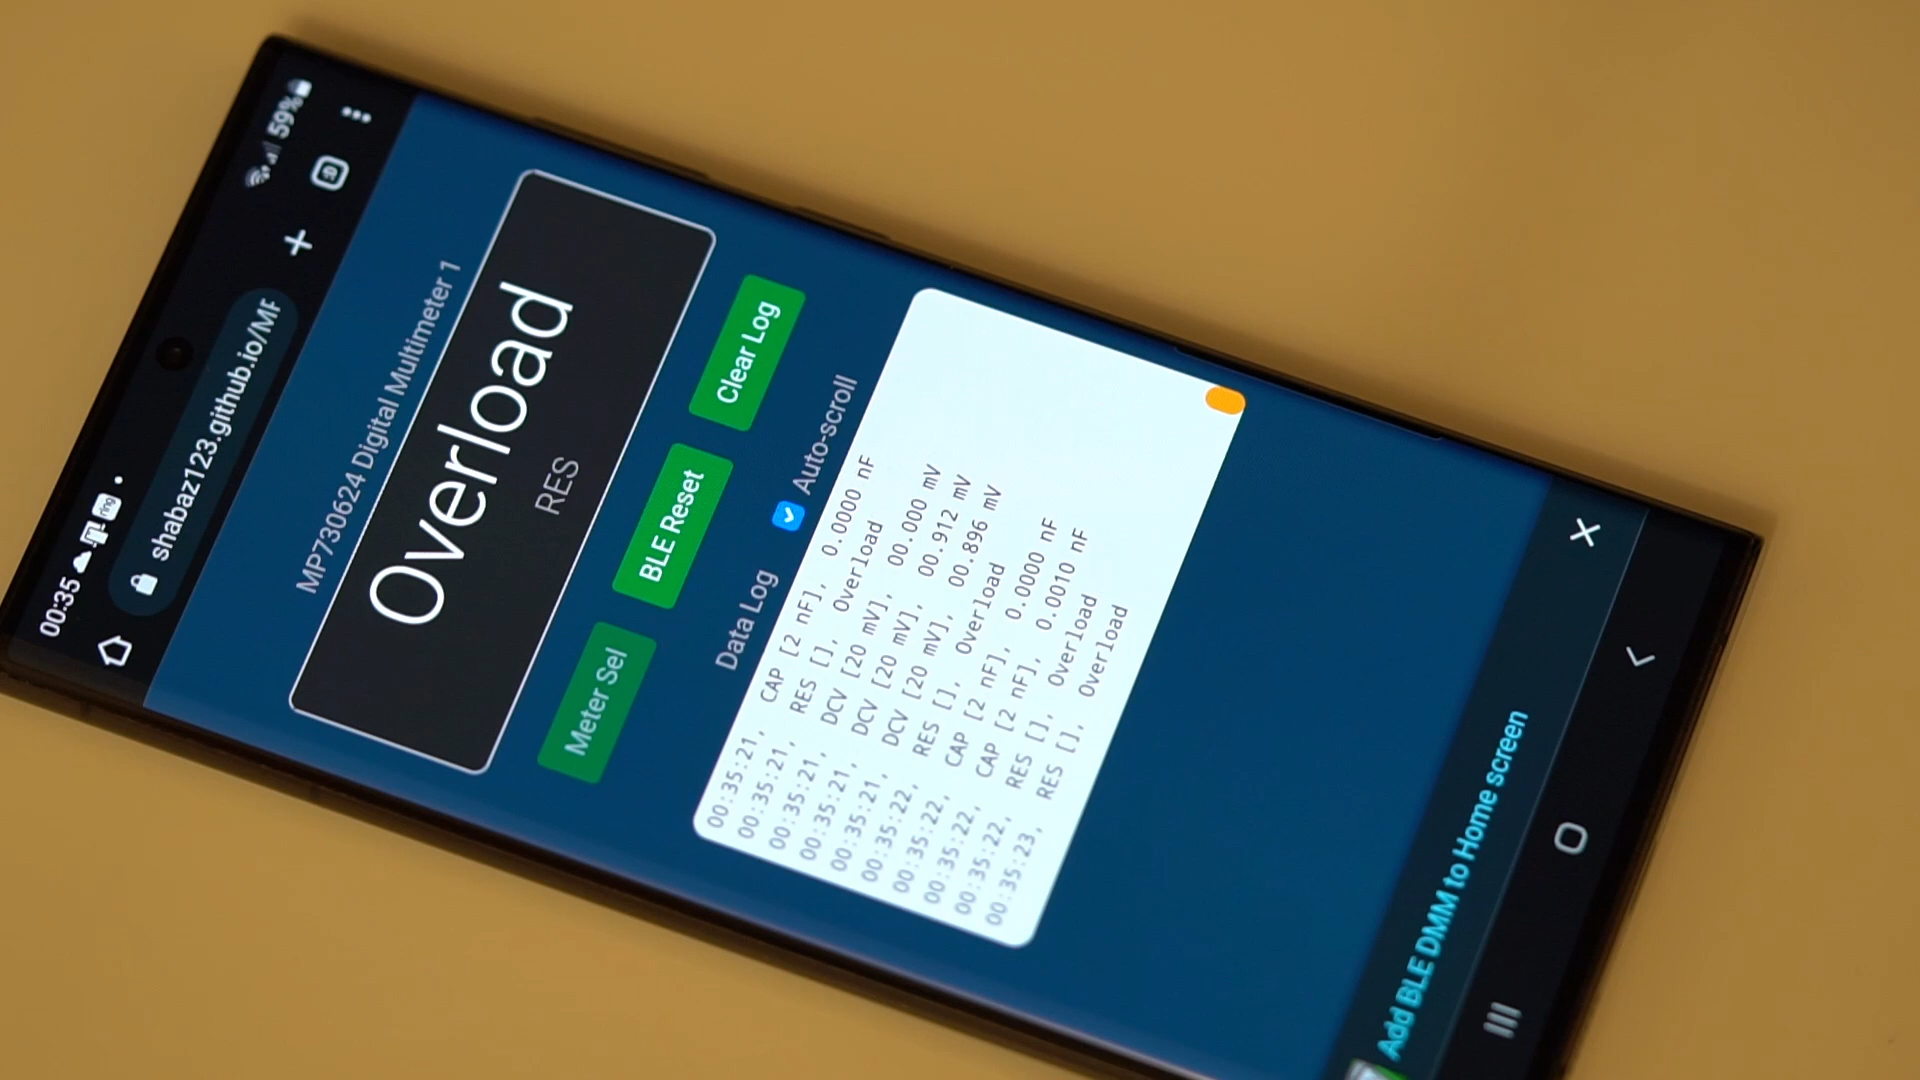 00:35
59%
shabaz123.github.io/MF
:D
MP730624 Digital Multimeter 1
Overload
RES
Meter Sel
BLE Reset
Clear Log
Data Log
Auto-scroll
00:35:21, CAP [2 nF], 0.0000 nF
00:35:21, RES [], Overload
00:35:21, DCV [20 mV], 00.000 mV
00:35:21, DCV [20 mV], 00.912 mV
00:35:21, DCV [20 mV], 00.896 mV
00:35:22, RES [], Overload
00:35:22, CAP [2 nF], 0.0000 nF
00:35:22, CAP [2 nF], 0.0010 nF
00:35:22, RES [], Overload
00:35:23, RES [], Overload
Add BLE DMM to Home screen